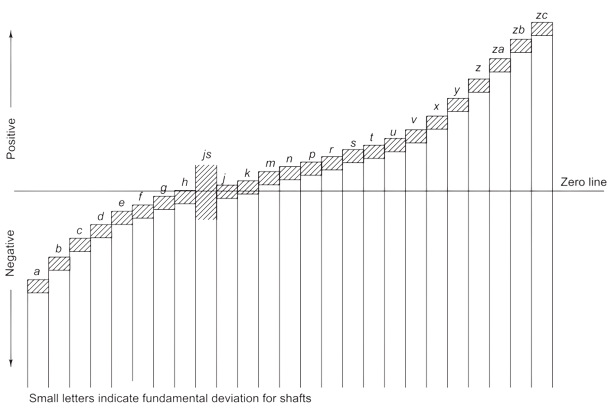 zc
zb
za
z
y
x
v
u
t
s
r
p
n
m
k
j
js
h
g
f
e
d
c
b
a
Positive
Negative
Zero line
Small letters indicate fundamental deviation for shafts